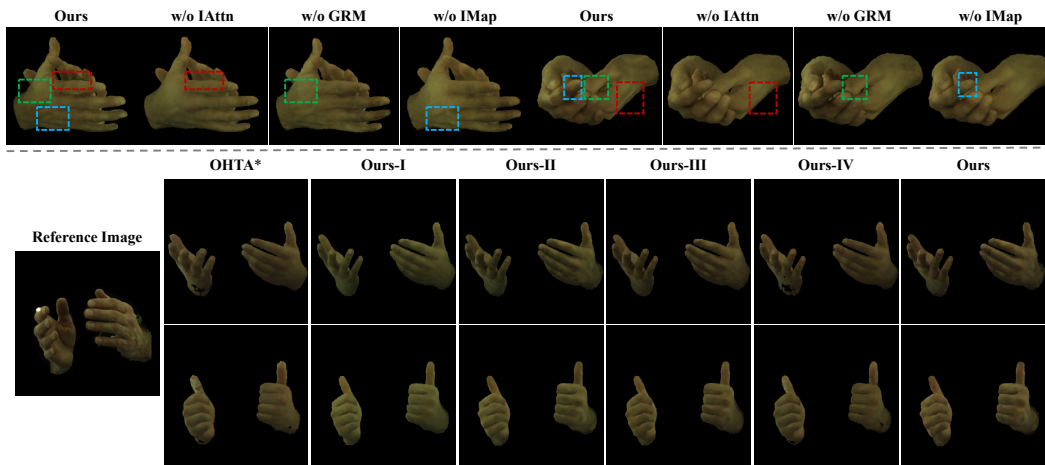 Ours w/o IAttn w/o GRM w/o IMap Ours w/o IAttn w/o GRM w/o IMap
OHTA* Ours-I Ours-II Ours-III Ours-IV Ours
Reference Image